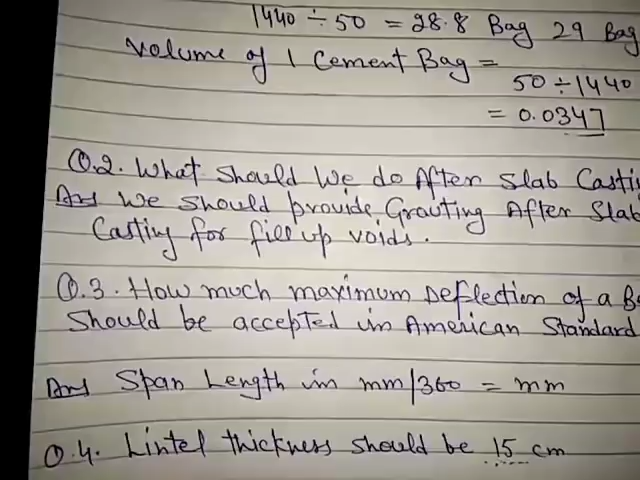 1440 ÷ 50 = 28.8 Bag 29 Bag
Volume of 1 Cement Bag =
50 ÷ 1440
= 0.0347
Q.2. What should we do After slab Casti
Ans We should provide Grouting After Slab
Casting for fill up voids.
Q.3. How much maximum Deflection of a Be
should be accepted in American Standard
Ans Span Length in mm/360 = mm
Q.4. Lintel thickness should be 15 cm